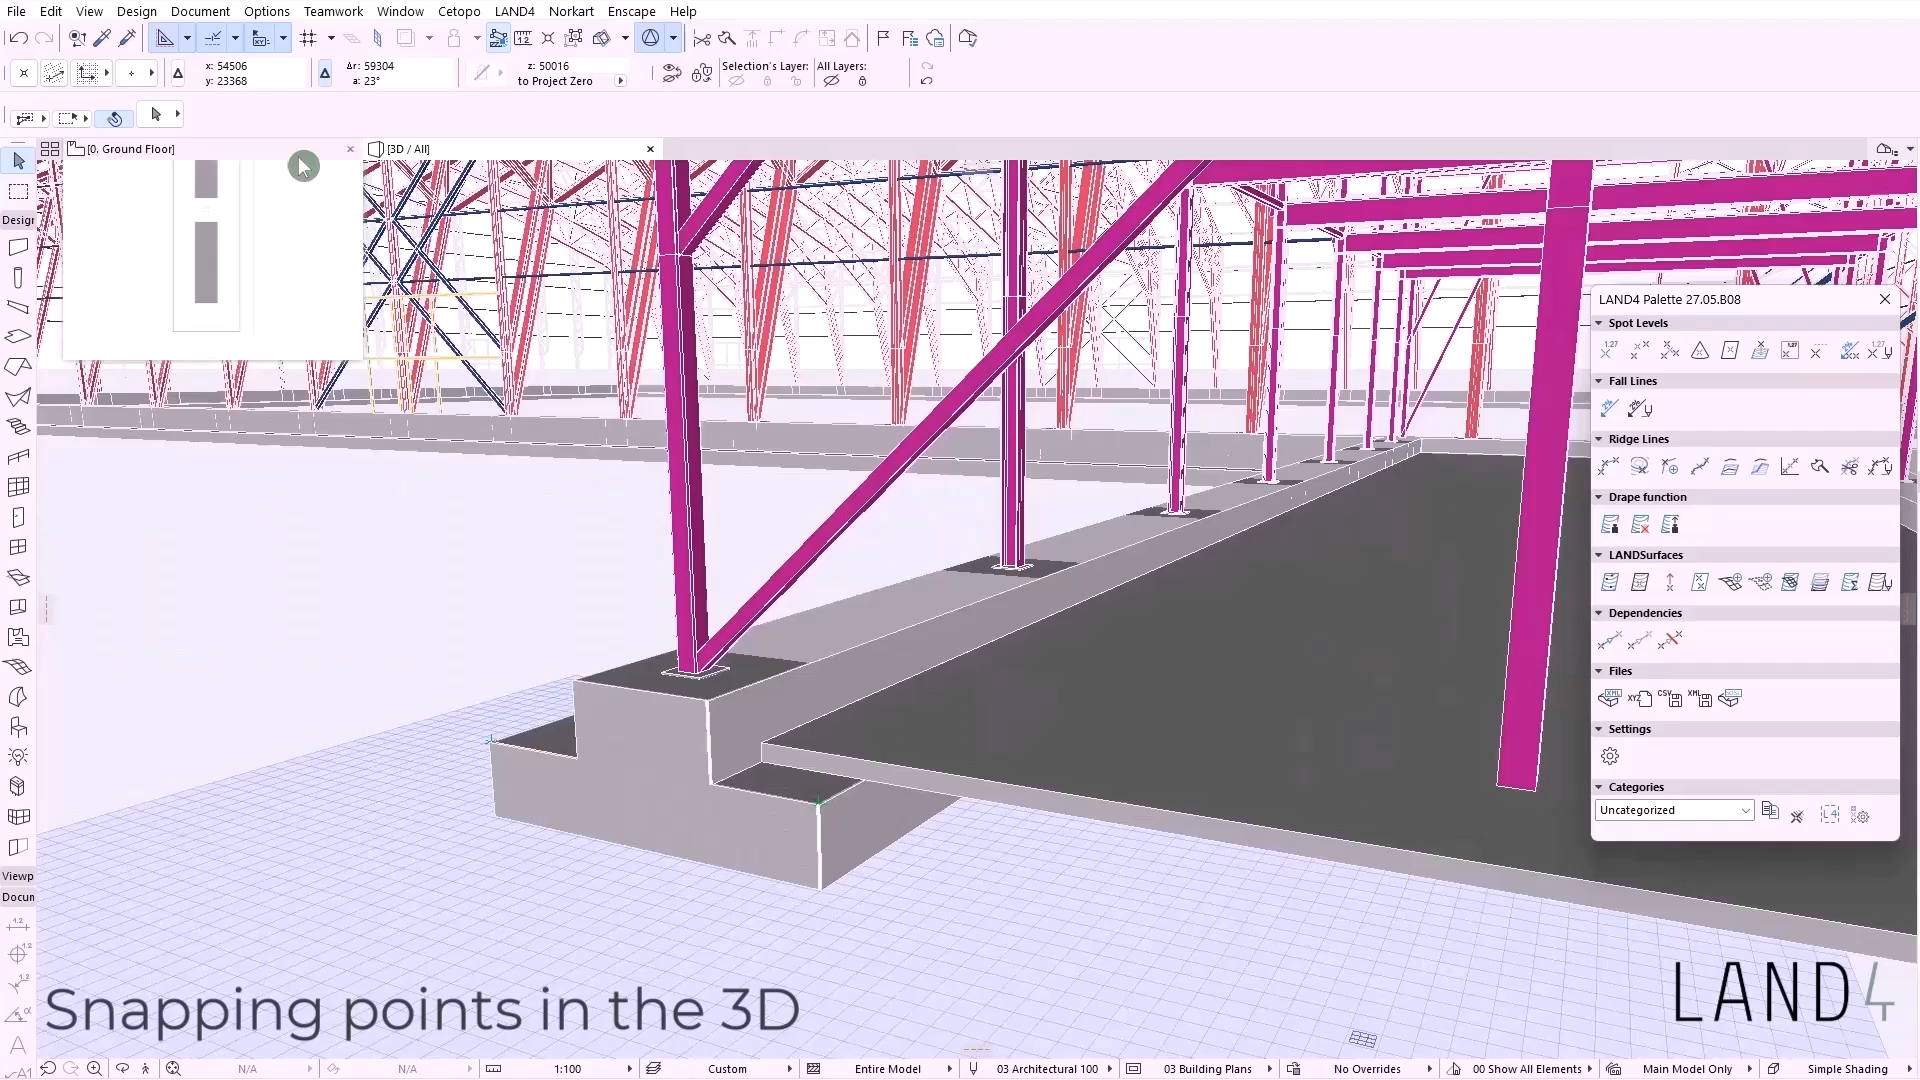 File Edit View Design Document Options Teamwork Window Cetopo LAND4 Norkart Enscape Help
x: 54506
y: 23368
Δr: 59304
a: 23°
z: 50016
to Project Zero
Selection's Layer:
All Layers:
[0. Ground Floor]
[3D / All]
Design
LAND4 Palette 27.05.B08
Spot Levels
Fall Lines
Ridge Lines
Drape function
LANDSurfaces
Dependencies
Files
Settings
Categories
Uncategorized
Viewp
Docum
Snapping points in the 3D
LAND4
N/A N/A 1:100 Custom Entire Model 03 Architectural 100 03 Building Plans No Overrides 00 Show All Elements Main Model Only Simple Shading